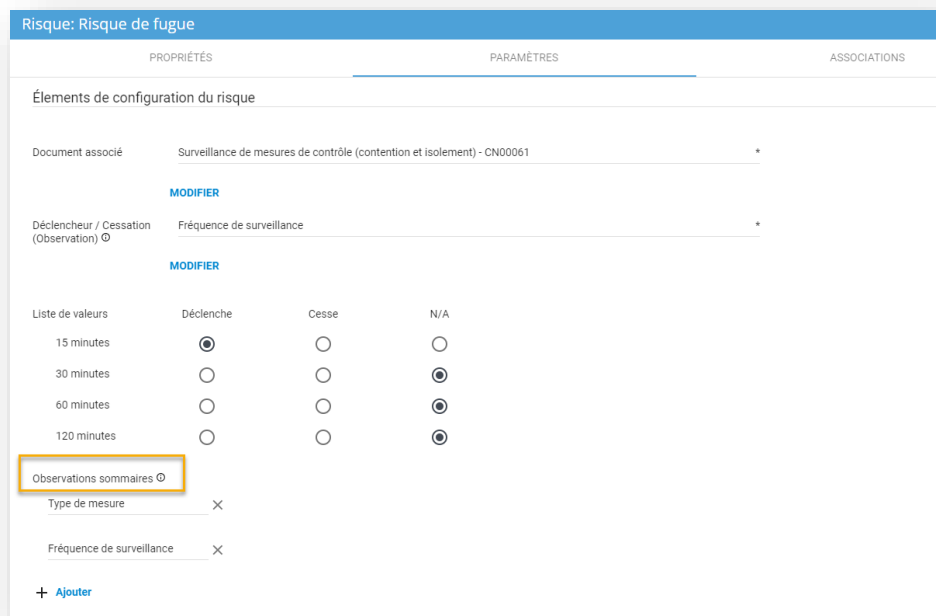 Risque: Risque de fugue
PROPRIÉTÉS PARAMÈTRES ASSOCIATIONS
Élements de configuration du risque
Document associé Surveillance de mesures de contrôle (contention et isolement) - CN00061 *
MODIFIER
Déclencheur / Cessation Fréquence de surveillance *
(Observation)
MODIFIER
Liste de valeurs Déclenche Cesse N/A
15 minutes
30 minutes
60 minutes
120 minutes
Observations sommaires
Type de mesure
Fréquence de surveillance
+ Ajouter